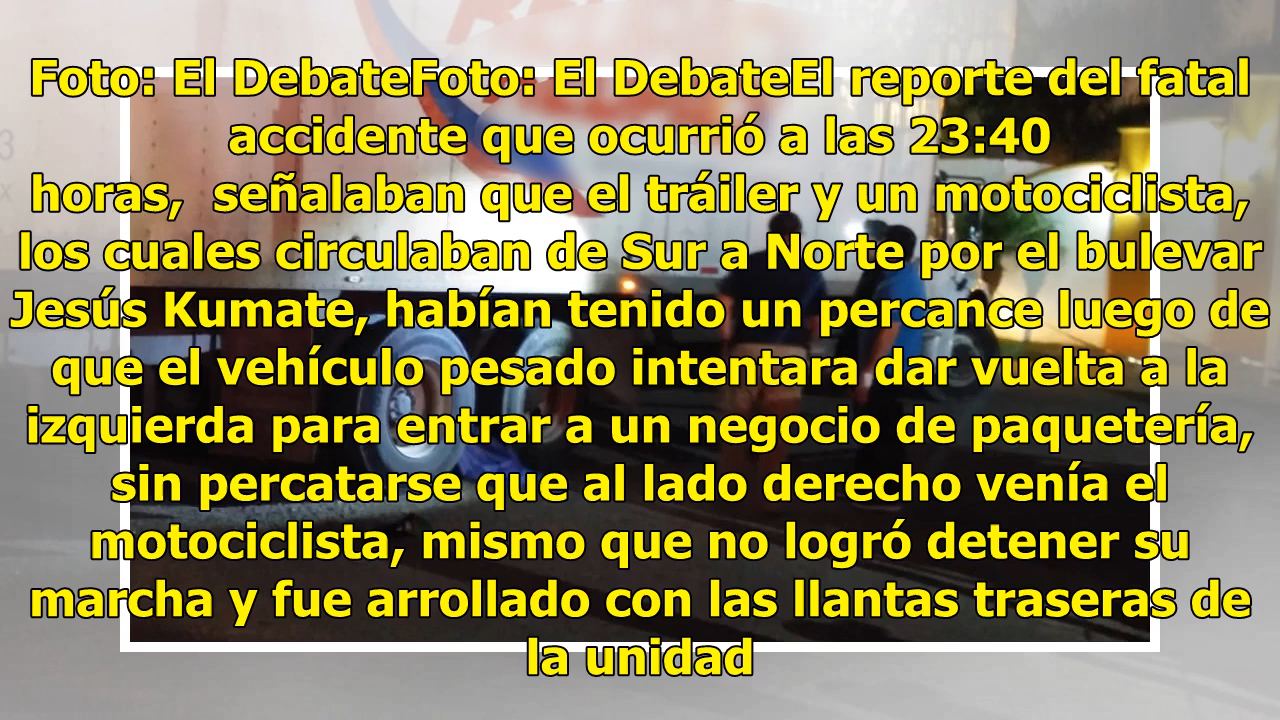 Foto: El DebateFoto: El DebateEl reporte del fatal
accidente que ocurrió a las 23:40
horas,  señalaban que el tráiler y un motociclista,
los cuales circulaban de Sur a Norte por el bulevar
Jesús Kumate, habían tenido un percance luego de
que el vehículo pesado intentara dar vuelta a la
izquierda para entrar a un negocio de paquetería,
sin percatarse que al lado derecho venía el
motociclista, mismo que no logró detener su
marcha y fue arrollado con las llantas traseras de
la unidad